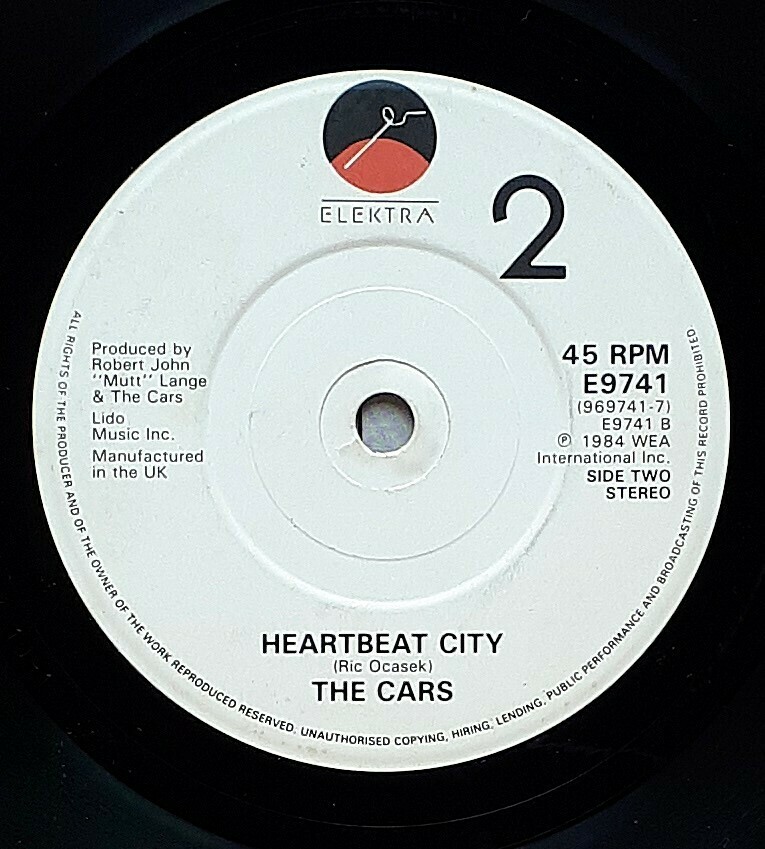 ELEKTRA
2
Produced by
Robert John
"Mutt" Lange
& The Cars
Lido
Music Inc.
Manufactured
in the UK
45 RPM
E9741
(969741-7)
E9741 B
℗ 1984 WEA
International Inc.
SIDE TWO
STEREO
HEARTBEAT CITY
(Ric Ocasek)
THE CARS
ALL RIGHTS OF THE PRODUCER AND OF THE OWNER OF THE WORK REPRODUCED RESERVED. UNAUTHORISED COPYING, HIRING, LENDING, PUBLIC PERFORMANCE AND BROADCASTING OF THIS RECORD PROHIBITED.